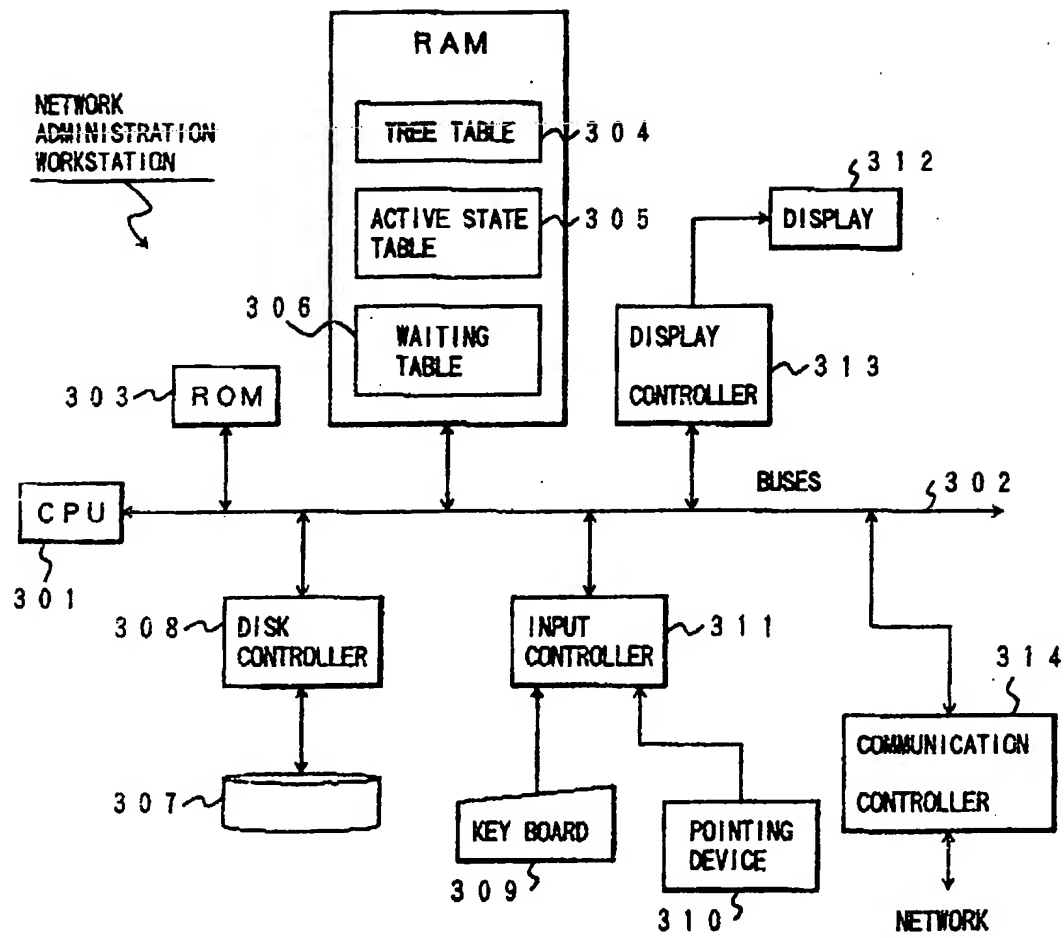 RAM
NETWORK
ADMINISTRATION
WORKSTATION
TREE TABLE
304
312
ACTIVE STATE
TABLE
305
DISPLAY
306
WAITING
TABLE
DISPLAY
CONTROLLER
313
303
ROM
BUSES
302
CPU
301
308
DISK
CONTROLLER
INPUT
CONTROLLER
311
314
COMMUNICATION
CONTROLLER
307
KEY BOARD
309
POINTING
DEVICE
310
NETWORK